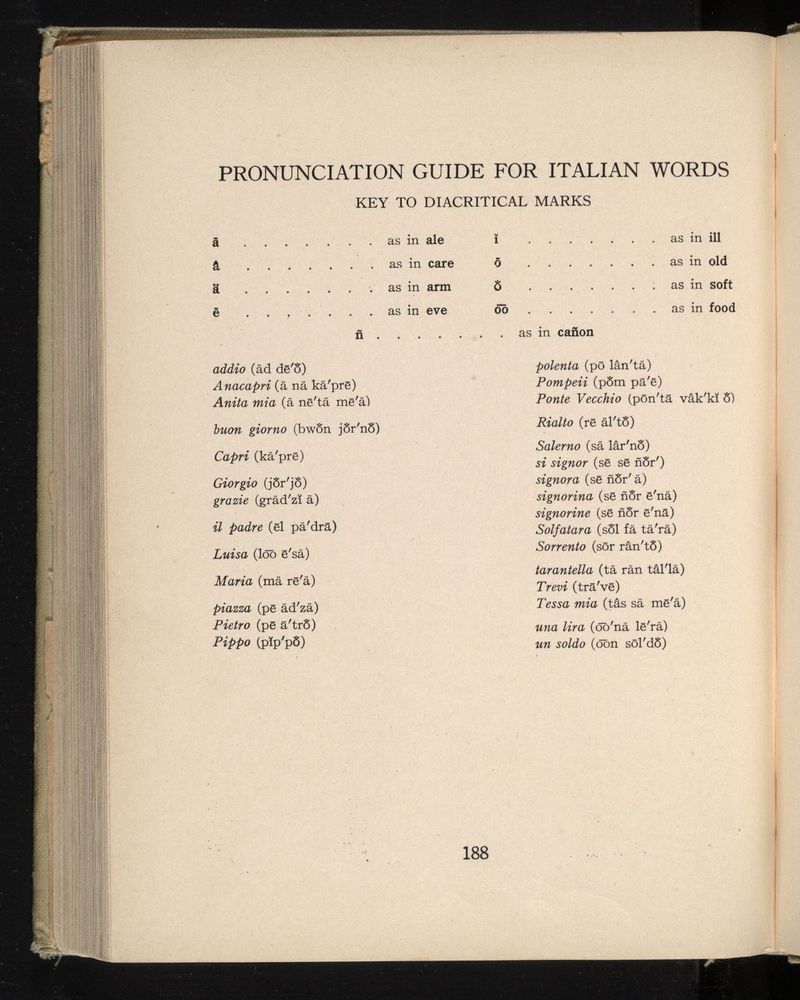 PRONUNCIATION GUIDE FOR ITALIAN WORDS
KEY TO DIACRITICAL MARKS
ā . . . . . . . as in ale
â . . . . . . . as in care
ä . . . . . . . as in arm
ē . . . . . . . as in eve
ĭ . . . . . . . as in ill
ō . . . . . . . as in old
ŏ . . . . . . . as in soft
o͞o . . . . . . . as in food
ñ . . . . . . . as in cañon
addio (äd dē′ŏ)
Anacapri (ä nä kä′prē)
Anita mia (ä nē′tä mē′ä)
buon giorno (bwŏn jŏr′nŏ)
Capri (kä′prē)
Giorgio (jŏr′jŏ)
grazie (gräd′zĭ ā)
il padre (ēl pä′drā)
Luisa (lo͞o ē′sä)
Maria (mä rē′ä)
piazza (pē äd′zä)
Pietro (pē ā′trŏ)
Pippo (pĭp′pŏ)
polenta (pō lân′tä)
Pompeii (pŏm pā′ē)
Ponte Vecchio (pōn′tā vâk′kĭ ŏ)
Rialto (rē äl′tŏ)
Salerno (sä lâr′nŏ)
si signor (sē sē ñŏr′)
signora (sē ñŏr′ ä)
signorina (sē ñŏr ē′nä)
signorine (sē ñŏr ē′nā)
Solfatara (sŏl fä tä′rä)
Sorrento (sōr rân′tŏ)
tarantella (tä rän tâl′lä)
Trevi (trā′vē)
Tessa mia (tâs sä mē′ä)
una lira (o͞o′nä lē′rä)
un soldo (o͞on sōl′dŏ)
188